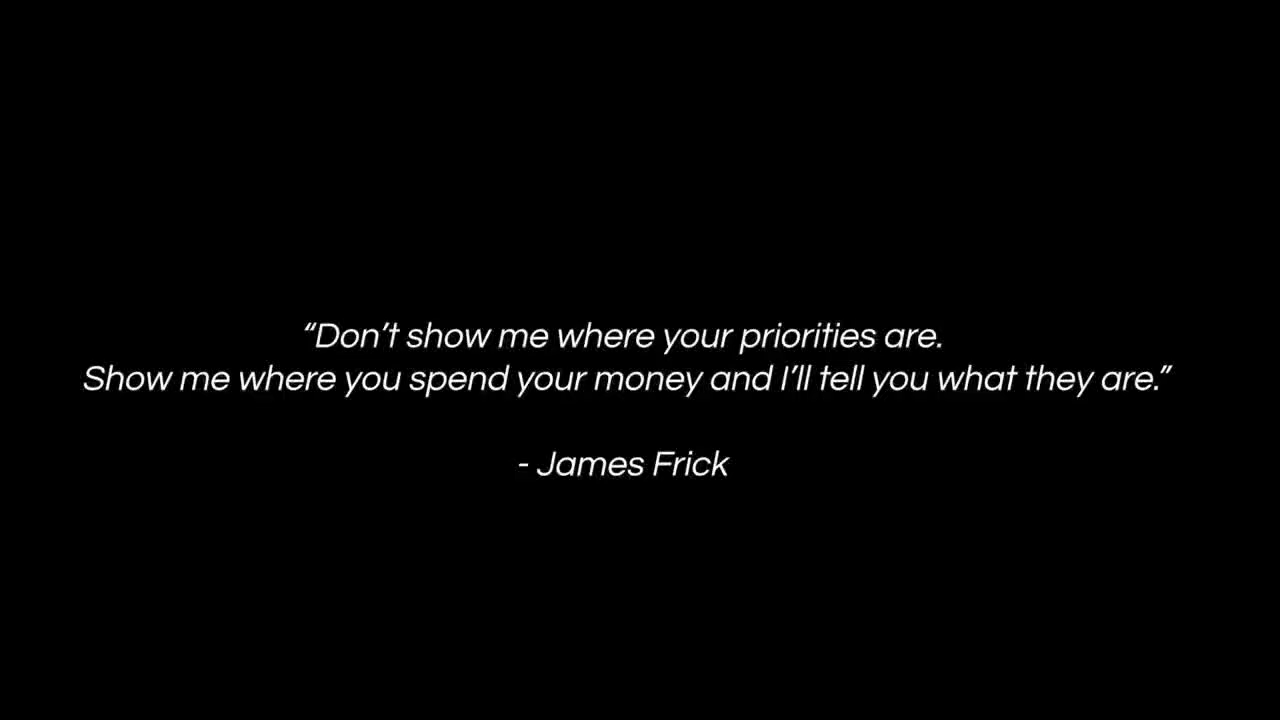 “Don’t show me where your priorities are.
Show me where you spend your money and I’ll tell you what they are.”
- James Frick